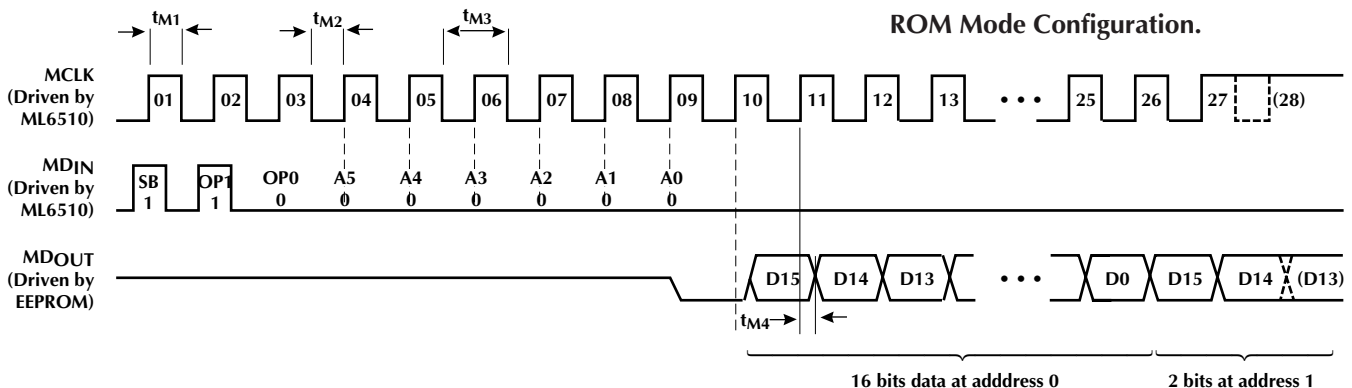 ROM Mode Configuration.
tM1 tM2 tM3
MCLK
(Driven by
ML6510)
01 02 03 04 05 06 07 08 09 10 11 12 13 • • • 25 26 27 (28)
MDIN
(Driven by
ML6510)
SB OP1 OP0 A5 A4 A3 A2 A1 A0
1 1 0 0 0 0 0 0 0
MDOUT
(Driven by
EEPROM)
D15 D14 D13 • • • D0 D15 D14 (D13)
tM4
16 bits data at adddress 0 2 bits at address 1